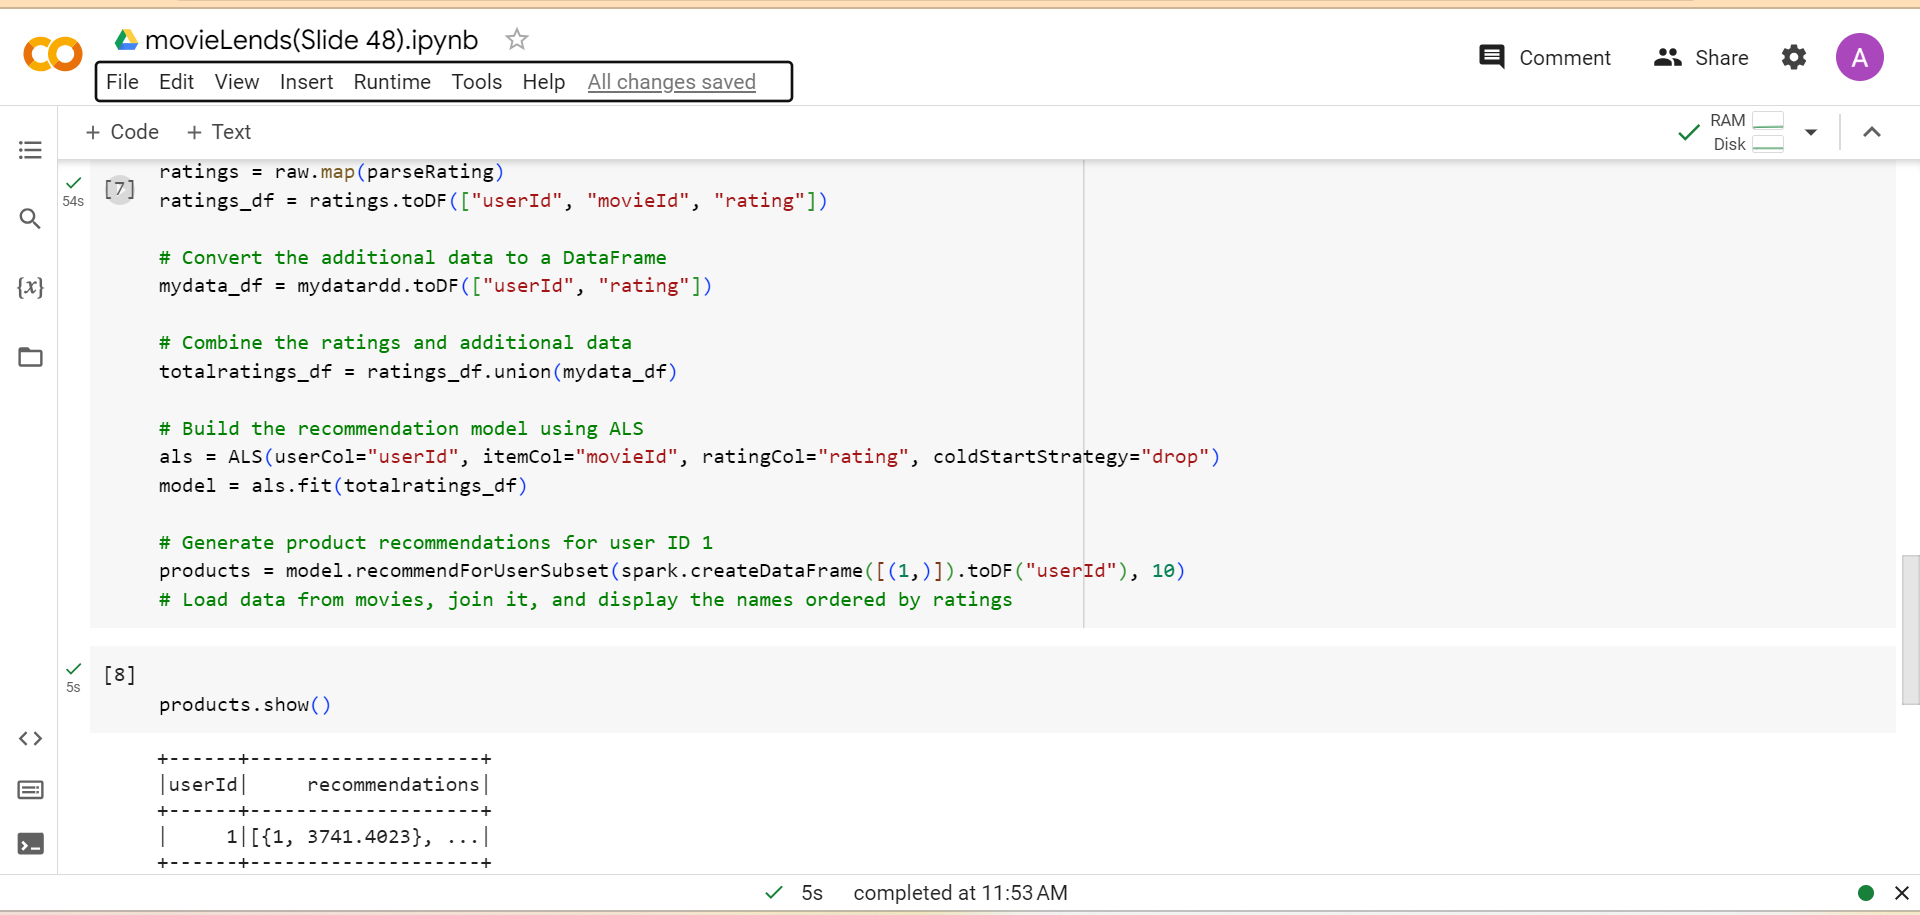 movieLends(Slide 48).ipynb
File Edit View Insert Runtime Tools Help All changes saved
Comment Share A
+ Code + Text
RAM
Disk
54s
[7]
ratings = raw.map(parseRating)
ratings_df = ratings.toDF(["userId", "movieId", "rating"])
# Convert the additional data to a DataFrame
mydata_df = mydatardd.toDF(["userId", "rating"])
# Combine the ratings and additional data
totalratings_df = ratings_df.union(mydata_df)
# Build the recommendation model using ALS
als = ALS(userCol="userId", itemCol="movieId", ratingCol="rating", coldStartStrategy="drop")
model = als.fit(totalratings_df)
# Generate product recommendations for user ID 1
products = model.recommendForUserSubset(spark.createDataFrame([(1,)]).toDF("userId"), 10)
# Load data from movies, join it, and display the names ordered by ratings
5s
[8]
products.show()
+------+--------------------+
|userId|     recommendations|
+------+--------------------+
|     1|[{1, 3741.4023}, ...|
+------+--------------------+
5s completed at 11:53 AM